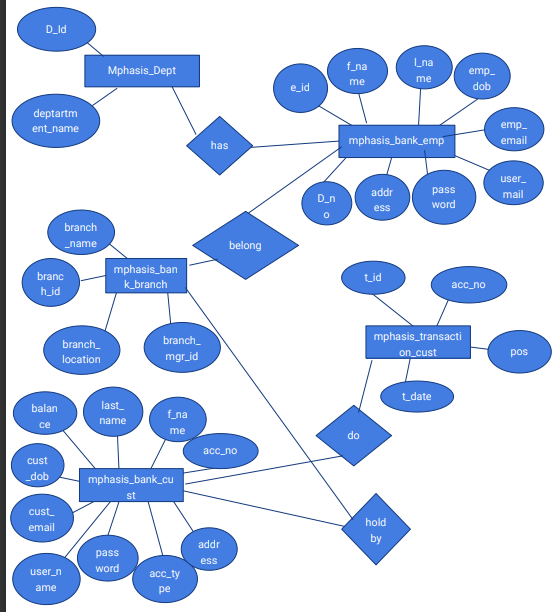 D_Id
Mphasis_Dept
deptartm
ent_name
has
e_id
f_na
me
l_na
me
emp_
dob
mphasis_bank_emp
emp_
email
user_
mail
D_n
o
addr
ess
pass
word
belong
branch
_name
branc
h_id
mphasis_ban
k_branch
branch_
location
branch_
mgr_id
t_id
acc_no
mphasis_transacti
on_cust
pos
t_date
do
balan
ce
last_
name
f_na
me
acc_no
cust
_dob
mphasis_bank_cu
st
cust_
email
user_n
ame
pass
word
acc_ty
pe
addr
ess
hold
by